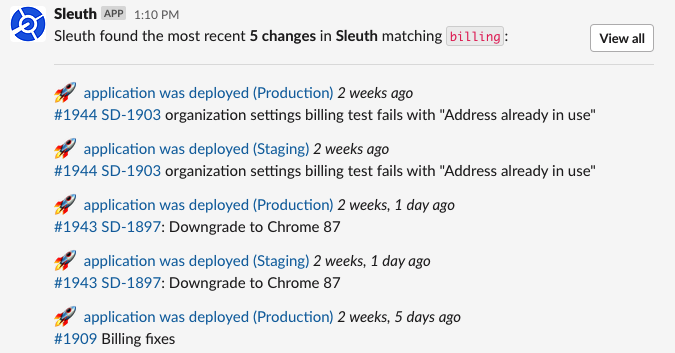 Sleuth APP 1:10 PM
Sleuth found the most recent 5 changes in Sleuth matching billing:
View all
application was deployed (Production) 2 weeks ago
#1944 SD-1903 organization settings billing test fails with "Address already in use"
application was deployed (Staging) 2 weeks ago
#1944 SD-1903 organization settings billing test fails with "Address already in use"
application was deployed (Production) 2 weeks, 1 day ago
#1943 SD-1897: Downgrade to Chrome 87
application was deployed (Staging) 2 weeks, 1 day ago
#1943 SD-1897: Downgrade to Chrome 87
application was deployed (Production) 2 weeks, 5 days ago
#1909 Billing fixes